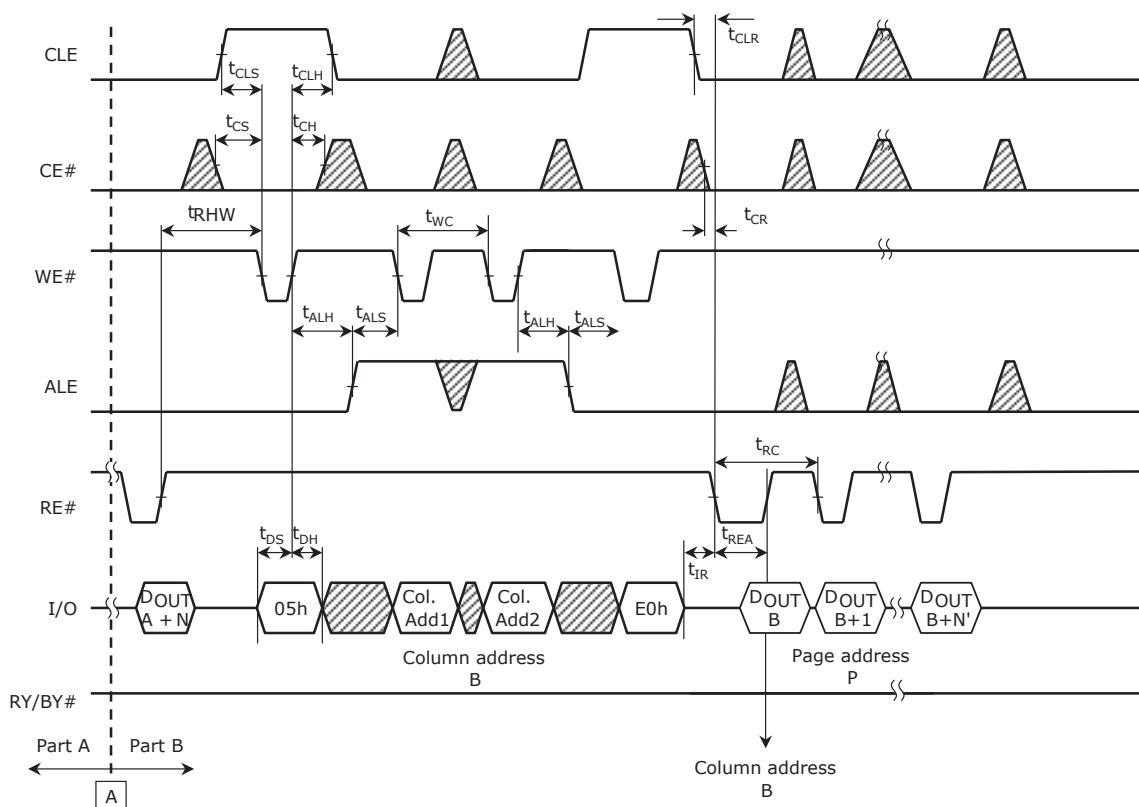 CLE
tCLS
tCLH
tCLR
CE#
tCS
tCH
tCR
tRHW
tWC
WE#
tALH
tALS
tALH
tALS
ALE
RE#
tRC
tDS
tDH
tREA
tIR
I/O
DOUT
A + N
05h
Col.
Add1
Col.
Add2
E0h
DOUT
B
DOUT
B+1
DOUT
B+N'
Column address
B
Page address
P
RY/BY#
Part A
Part B
Column address
B
A